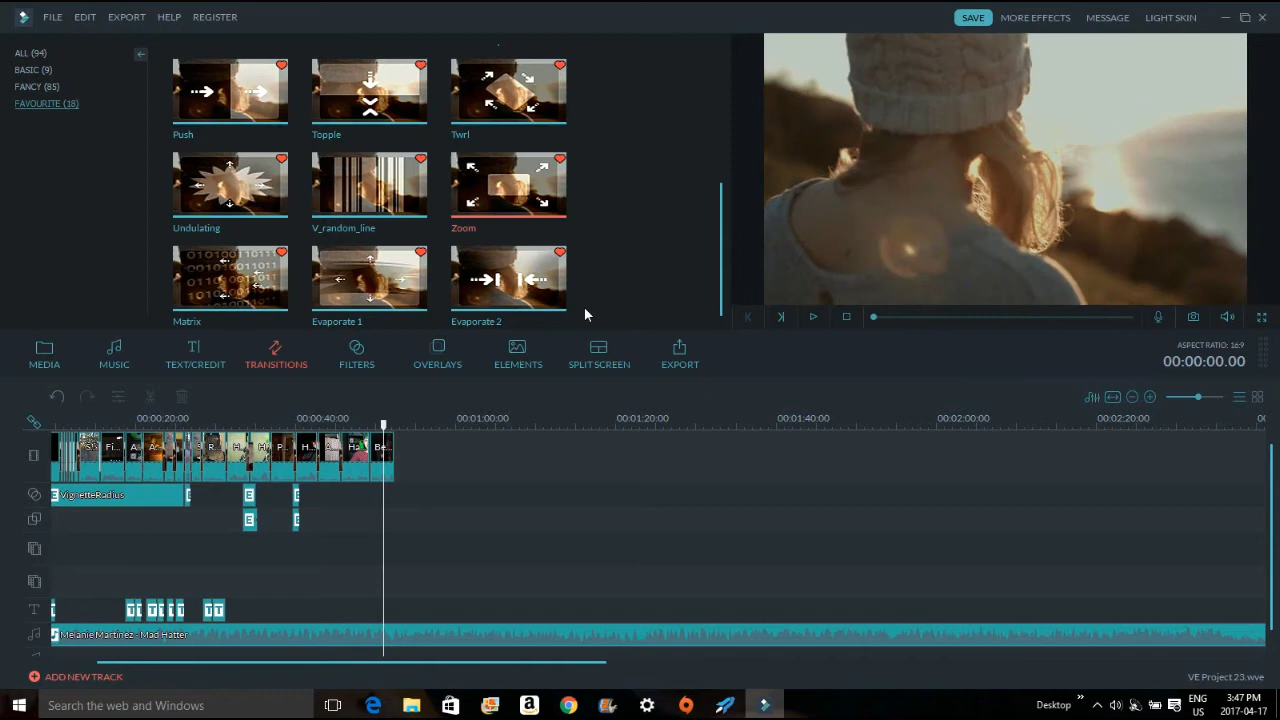 FILE EDIT EXPORT HELP REGISTER
SAVE MORE EFFECTS MESSAGE LIGHT SKIN
ALL (94)
BASIC (9)
FANCY (85)
FAVOURITE (18)
Push Topple Twrl
Undulating V_random_line Zoom
Matrix Evaporate 1 Evaporate 2
MEDIA MUSIC TEXT/CREDIT TRANSITIONS FILTERS OVERLAYS ELEMENTS SPLIT SCREEN EXPORT
ASPECT RATIO: 16:9
00:00:00.00
00:00:20:00 00:00:40:00 00:01:00:00 00:01:20:00 00:01:40:00 00:02:00:00 00:02:20:00
VignetteRadius
Melanie Martinez - Mad Hatter
ADD NEW TRACK
VE Project 23.wve
Search the web and Windows
Desktop
ENG
US
3:47 PM
2017-04-17